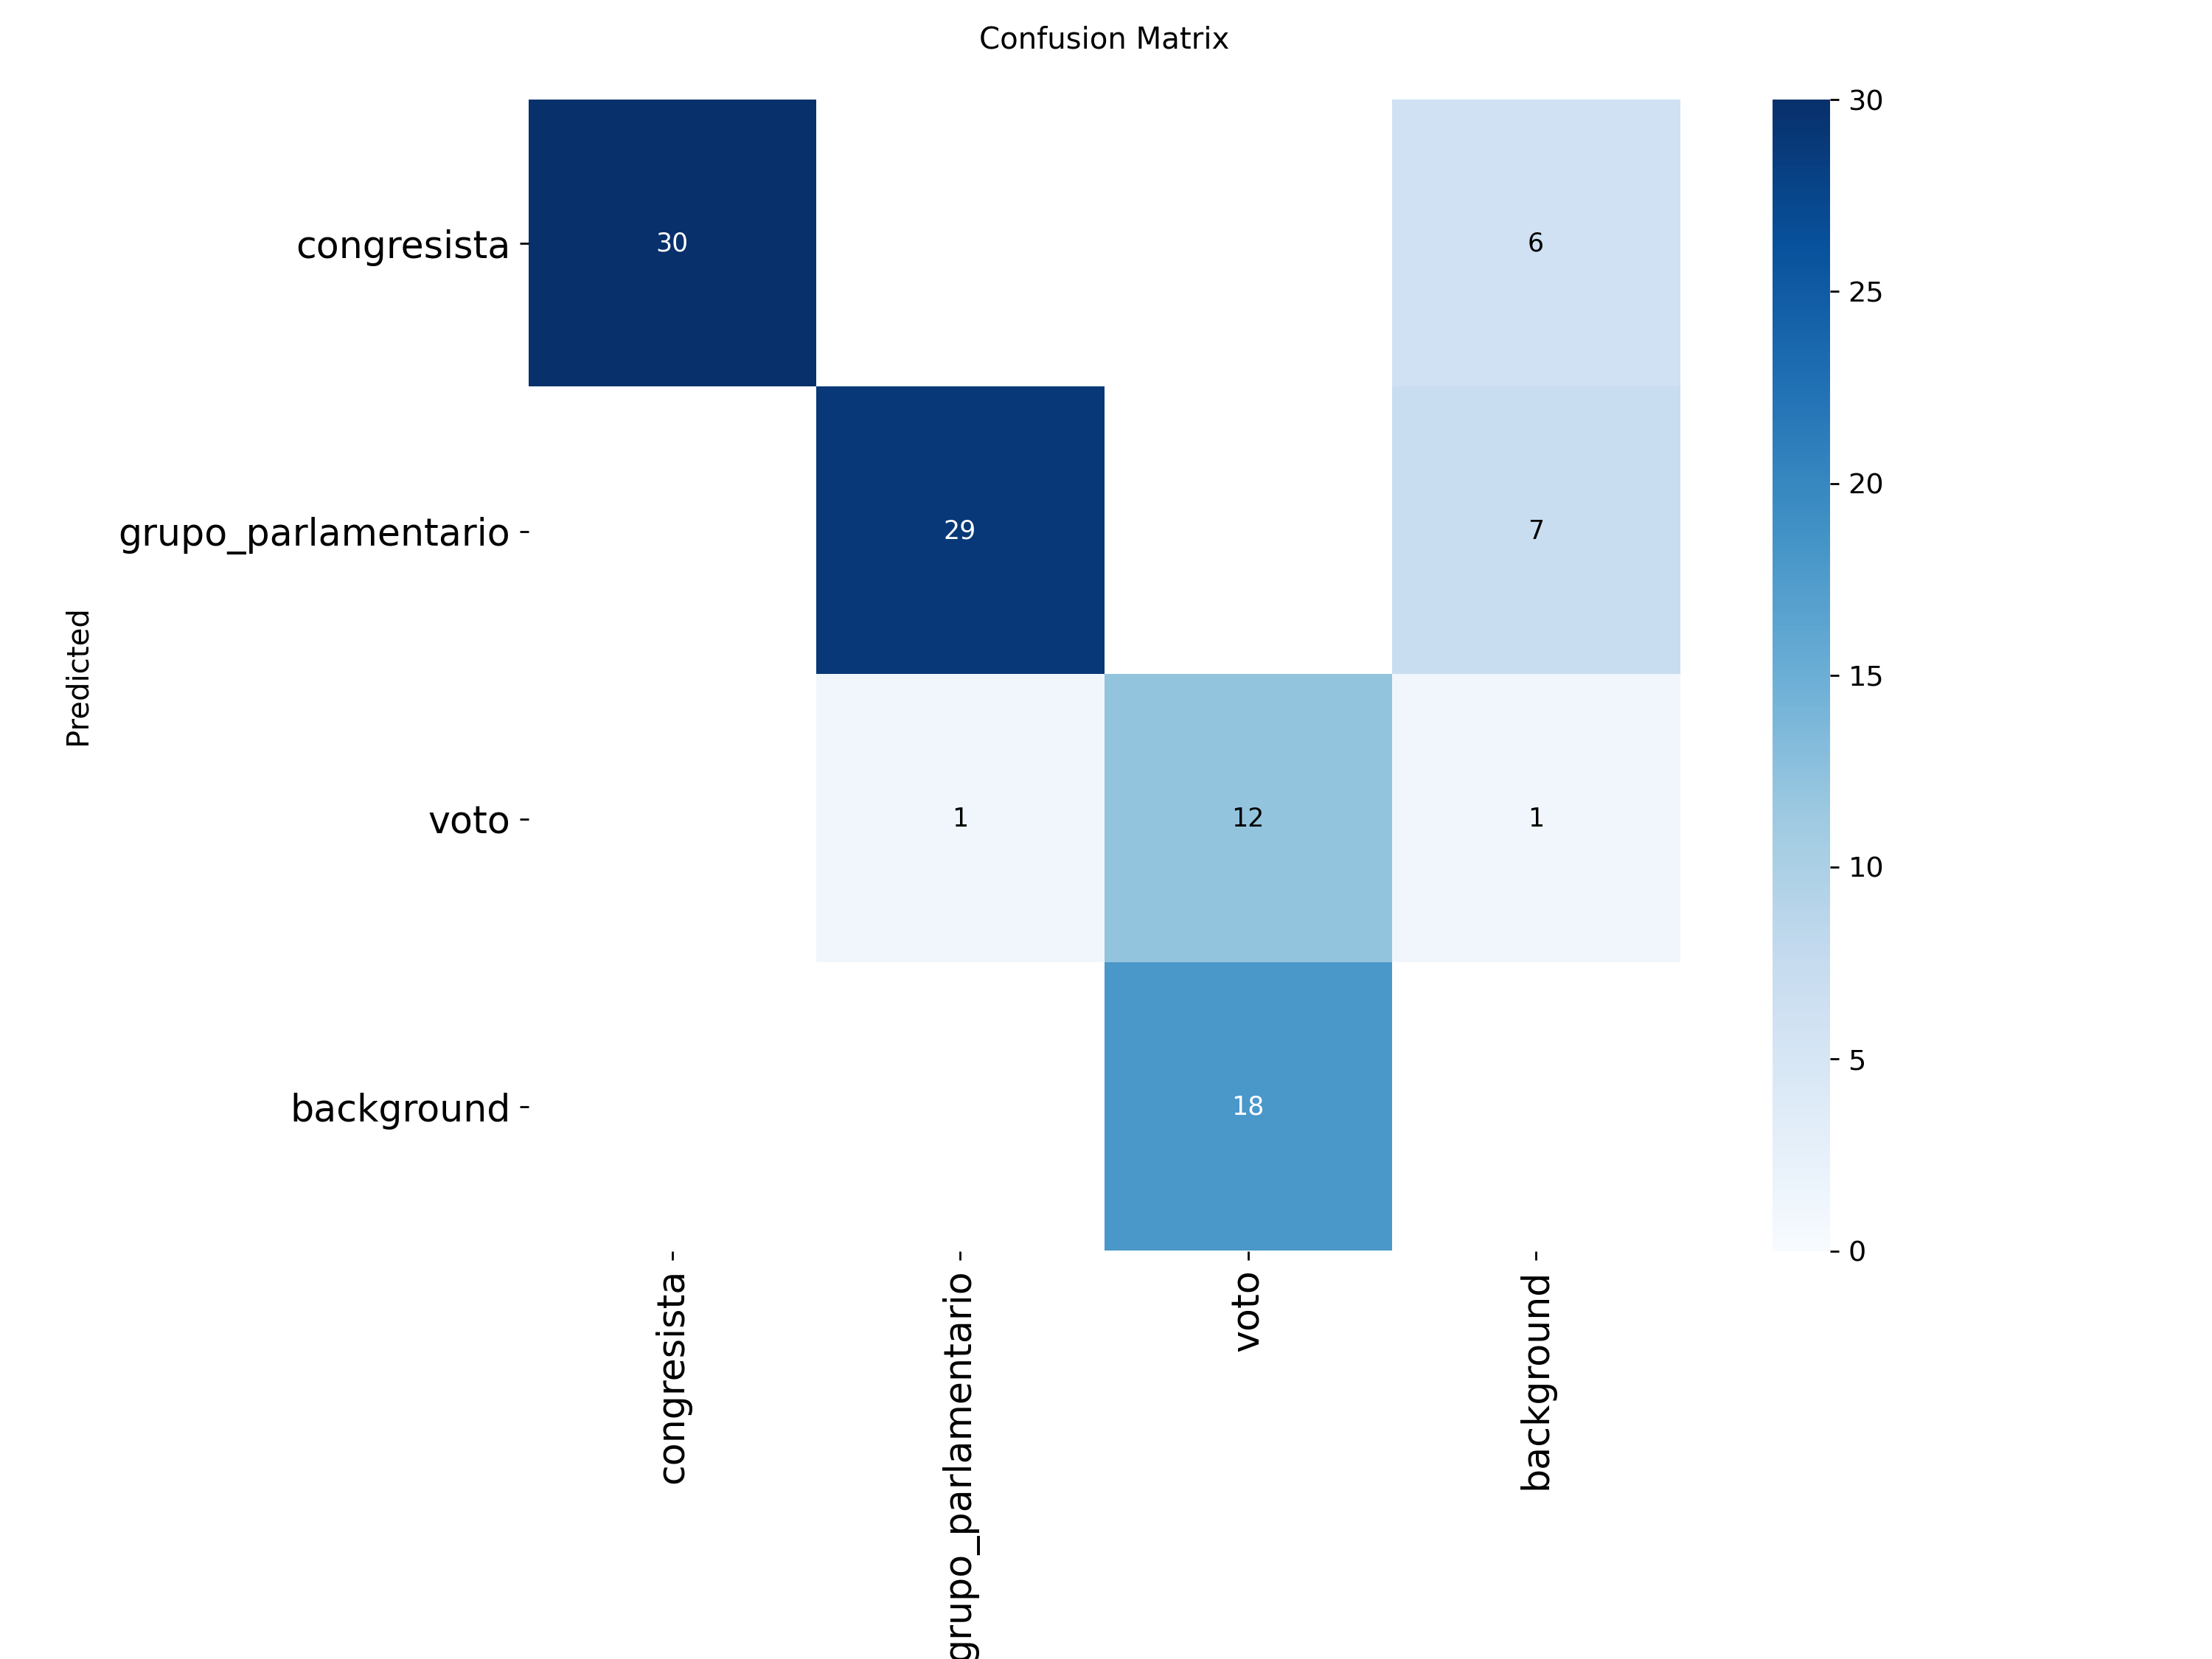 Confusion Matrix
congresista
30
6
30
25
20
15
10
5
0
grupo_parlamentario
29
7
Predicted
voto
1
12
1
background
18
congresista
grupo_parlamentario
voto
background